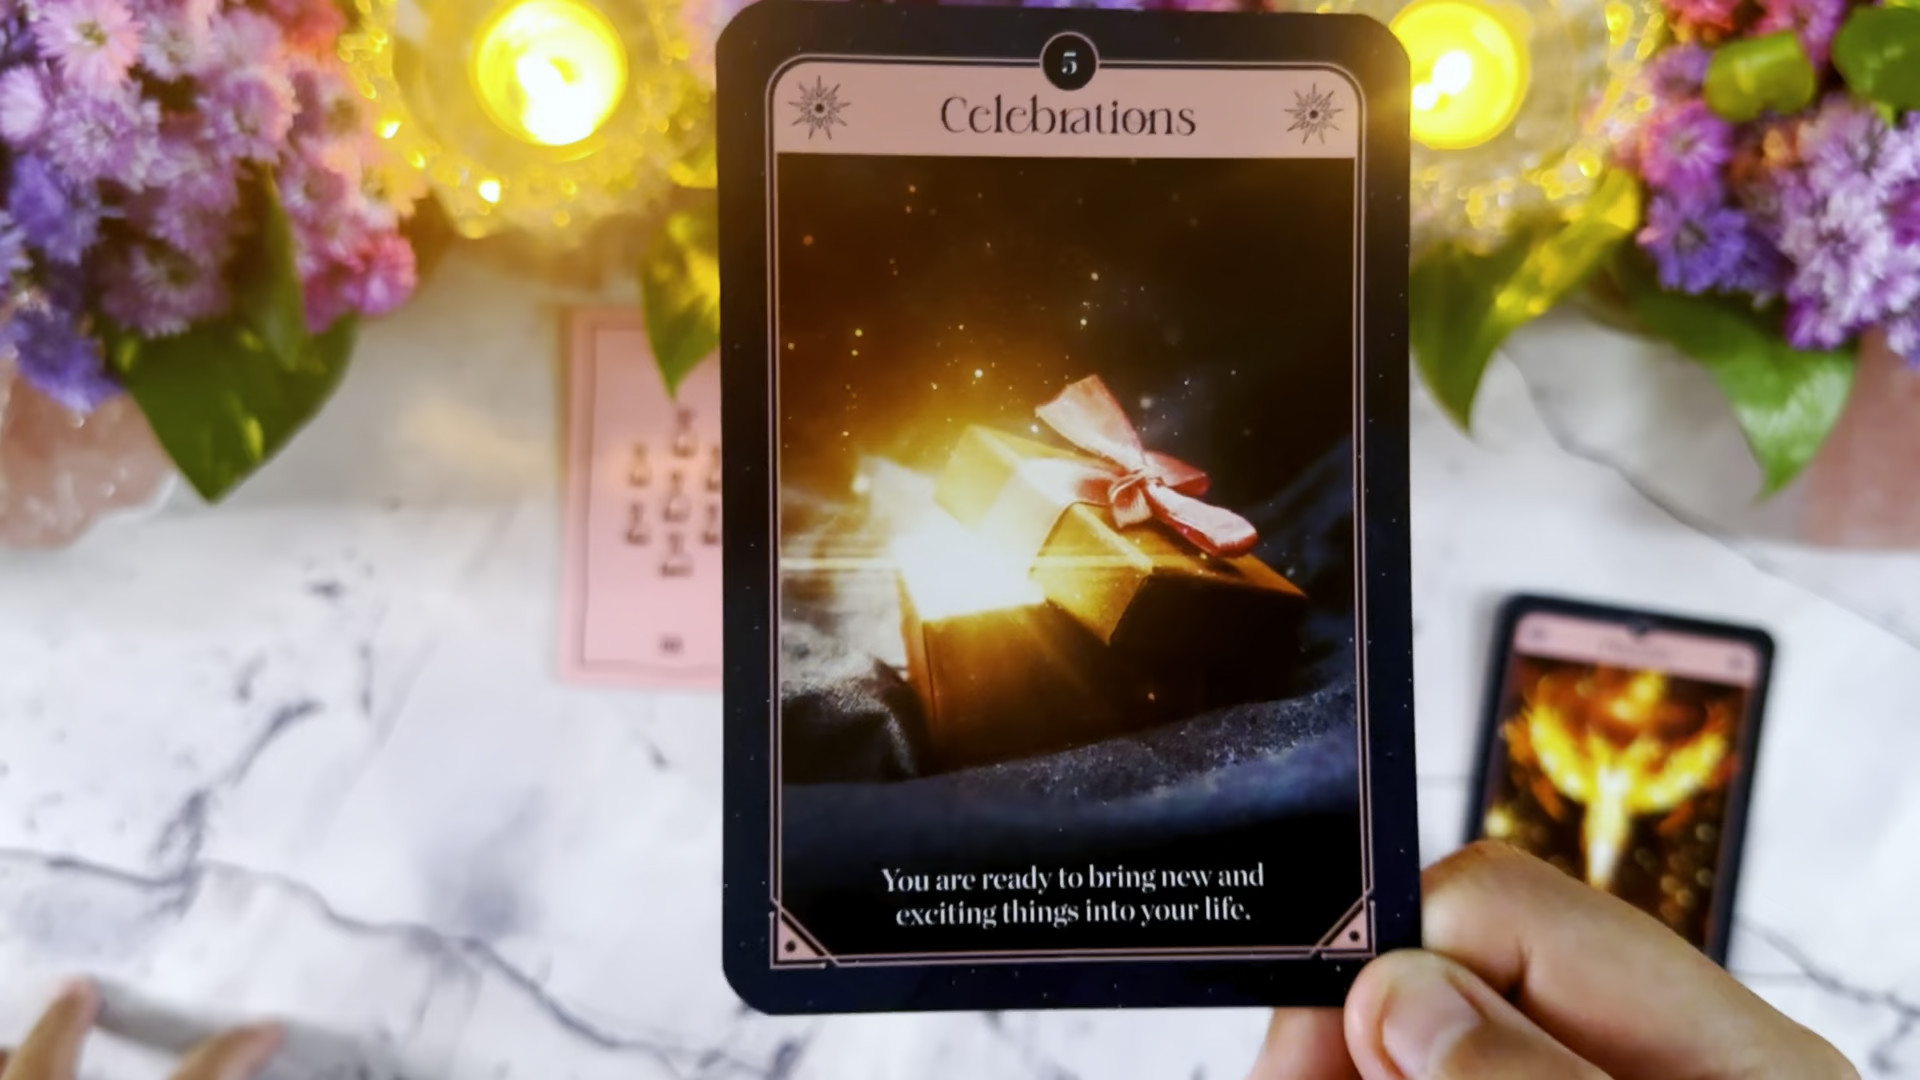 5
Celebrations
You are ready to bring new and
exciting things into your life.